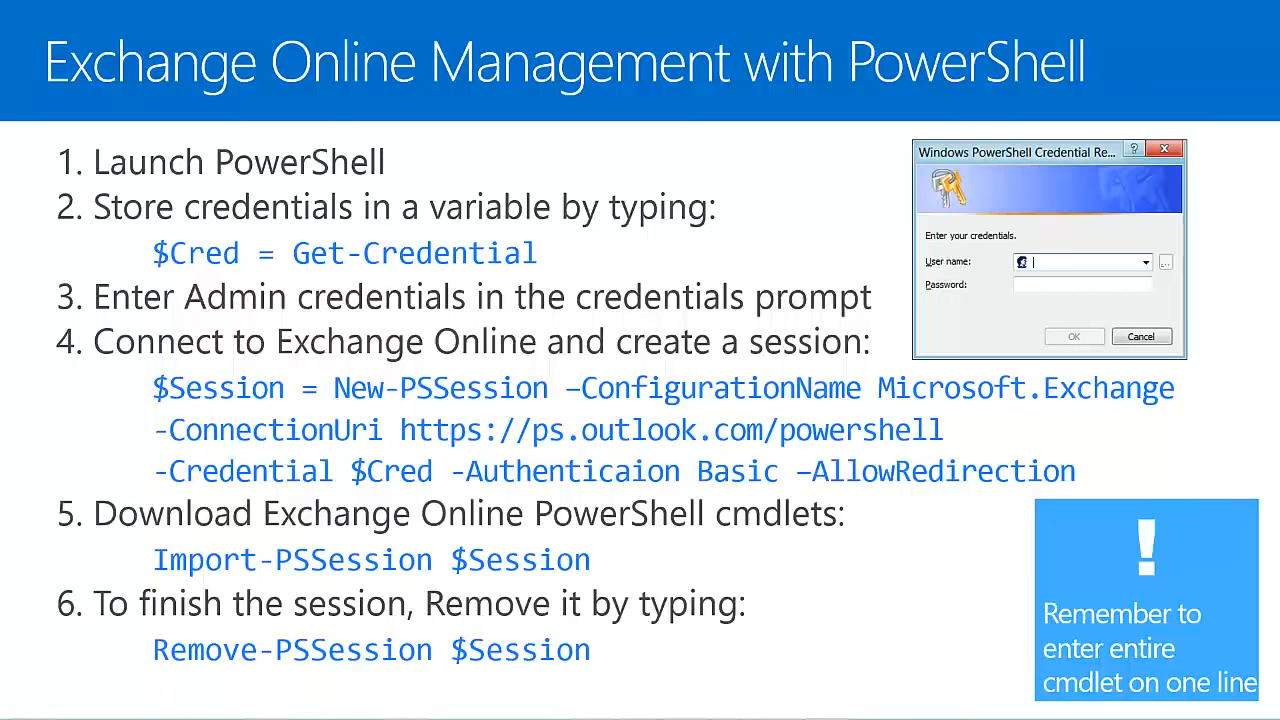 Exchange Online Management with PowerShell
1. Launch PowerShell
2. Store credentials in a variable by typing:
$Cred = Get-Credential
3. Enter Admin credentials in the credentials prompt
4. Connect to Exchange Online and create a session:
$Session = New-PSSession –ConfigurationName Microsoft.Exchange
-ConnectionUri https://ps.outlook.com/powershell
-Credential $Cred -Authenticaion Basic –AllowRedirection
5. Download Exchange Online PowerShell cmdlets:
Import-PSSession $Session
6. To finish the session, Remove it by typing:
Remove-PSSession $Session
Windows PowerShell Credential Re...
?
Enter your credentials.
User name:
...
Password:
OK
Cancel
!
Remember to
enter entire
cmdlet on one line